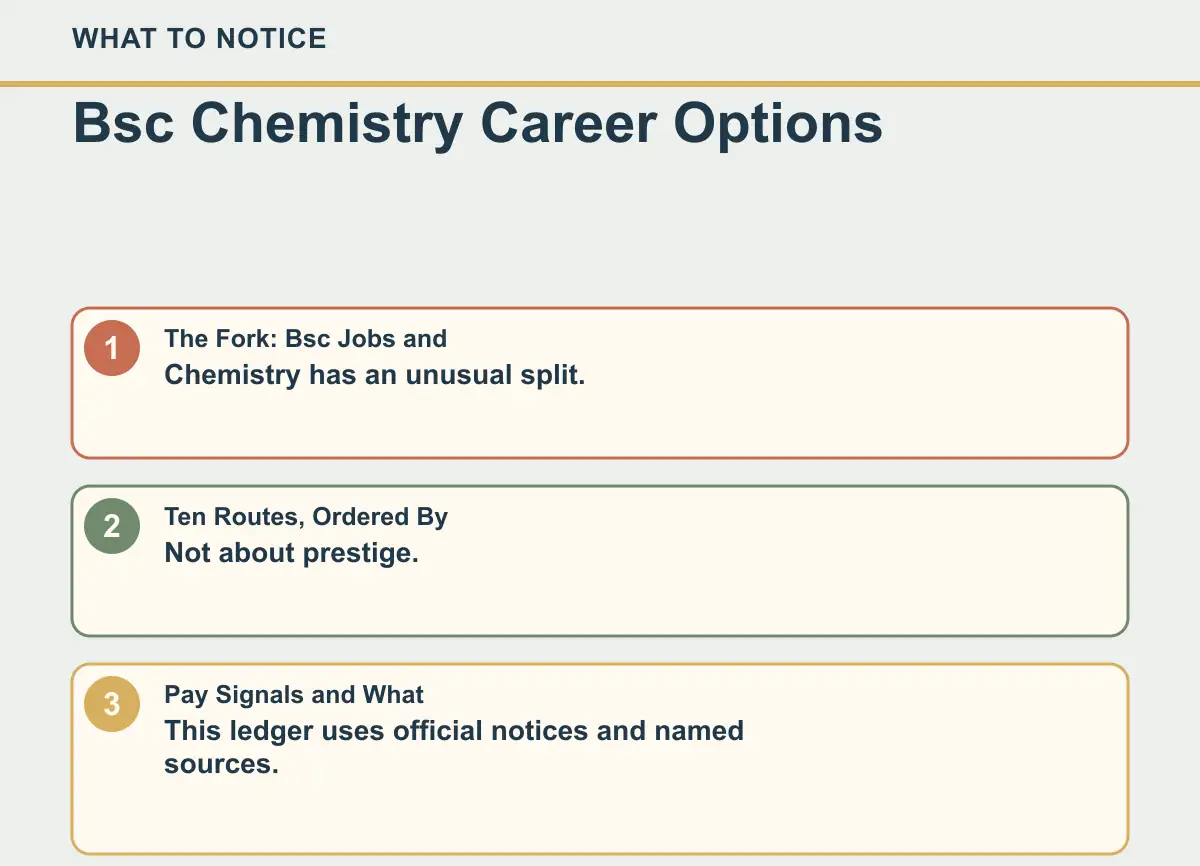 WHAT TO NOTICE
Bsc Chemistry Career Options
1
The Fork: Bsc Jobs and
Chemistry has an unusual split.
2
Ten Routes, Ordered By
Not about prestige.
3
Pay Signals and What
This ledger uses official notices and named
sources.